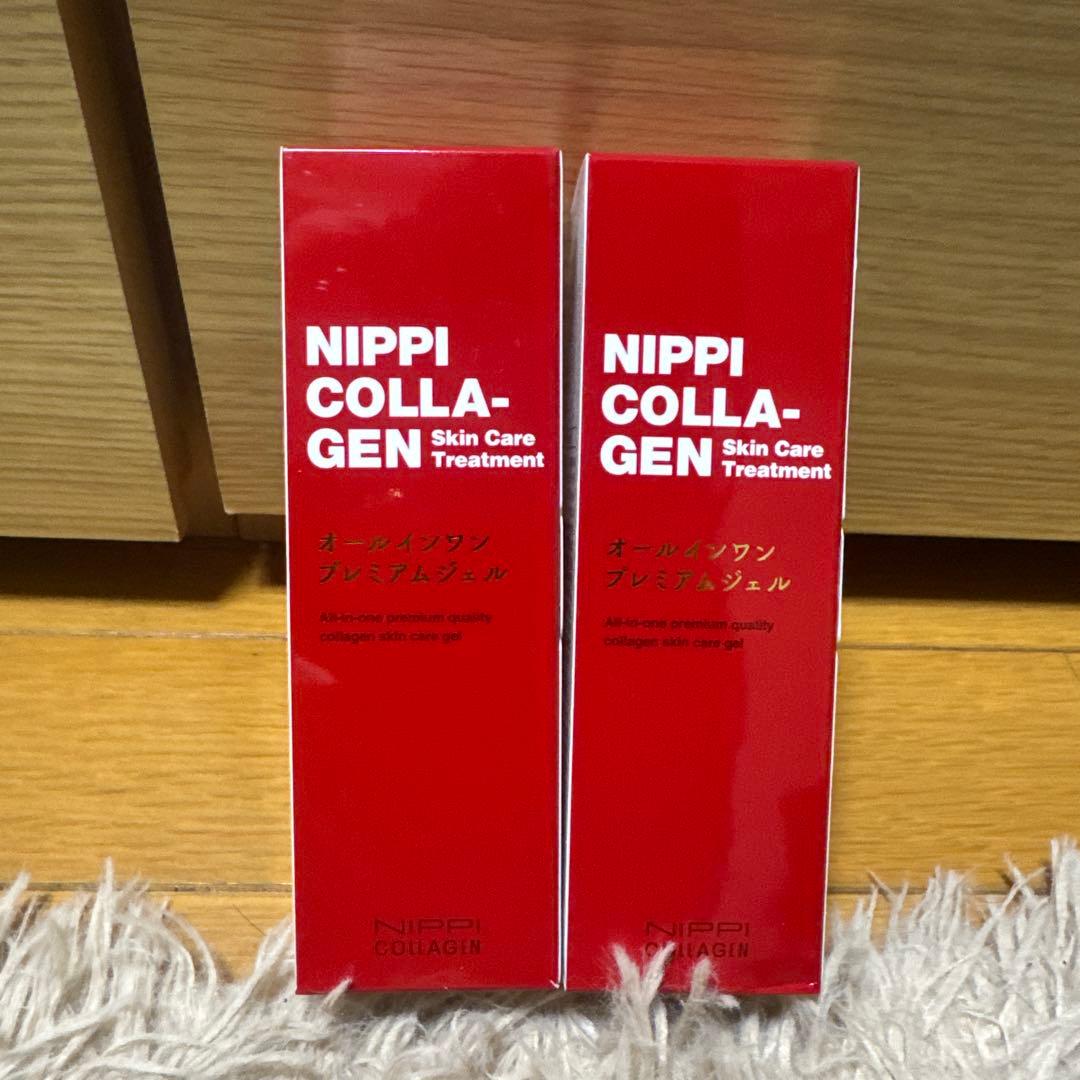 NIPPI
COLLA-
GEN Skin Care
Treatment
オールインワン
プレミアムジェル
All-in-one premium quality
collagen skin care gel
NIPPI
COLLAGEN
NIPPI
COLLA-
GEN Skin Care
Treatment
オールインワン
プレミアムジェル
All-in-one premium quality
collagen skin care gel
NIPPI
COLLAGEN